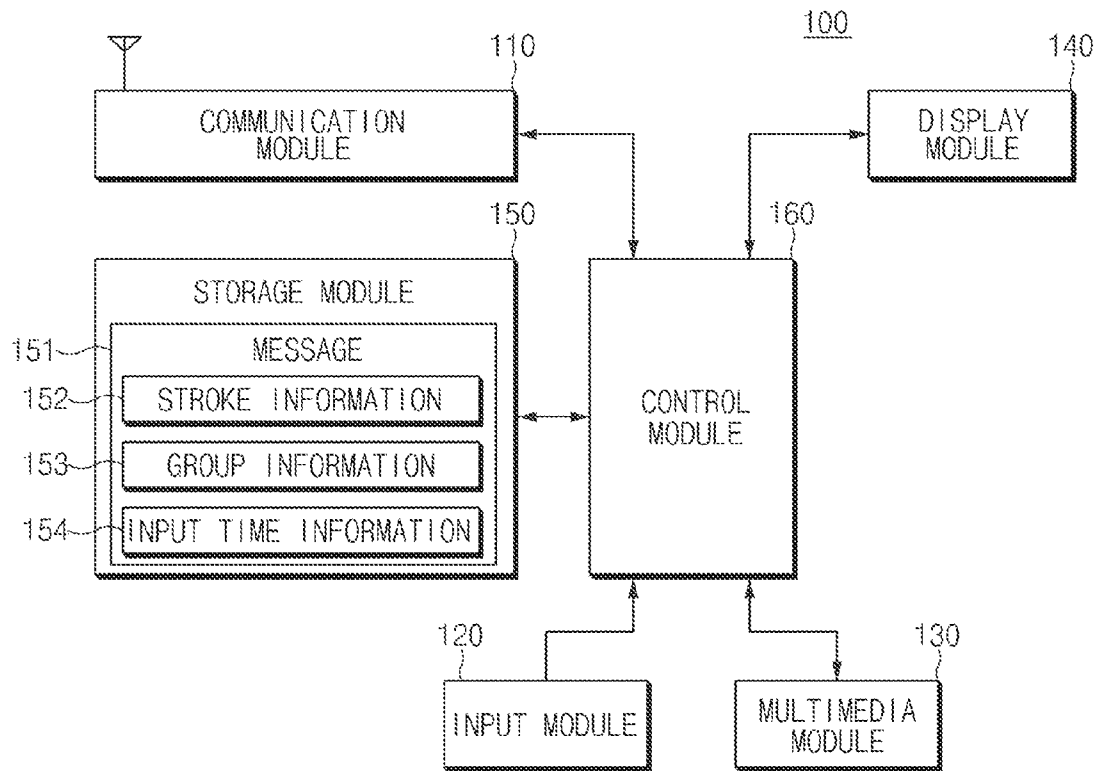 100
110
COMMUNICATION
MODULE
140
DISPLAY
MODULE
150
STORAGE MODULE
151
MESSAGE
152
STROKE INFORMATION
153
GROUP INFORMATION
154
INPUT TIME INFORMATION
160
CONTROL
MODULE
120
INPUT MODULE
130
MULTIMEDIA
MODULE